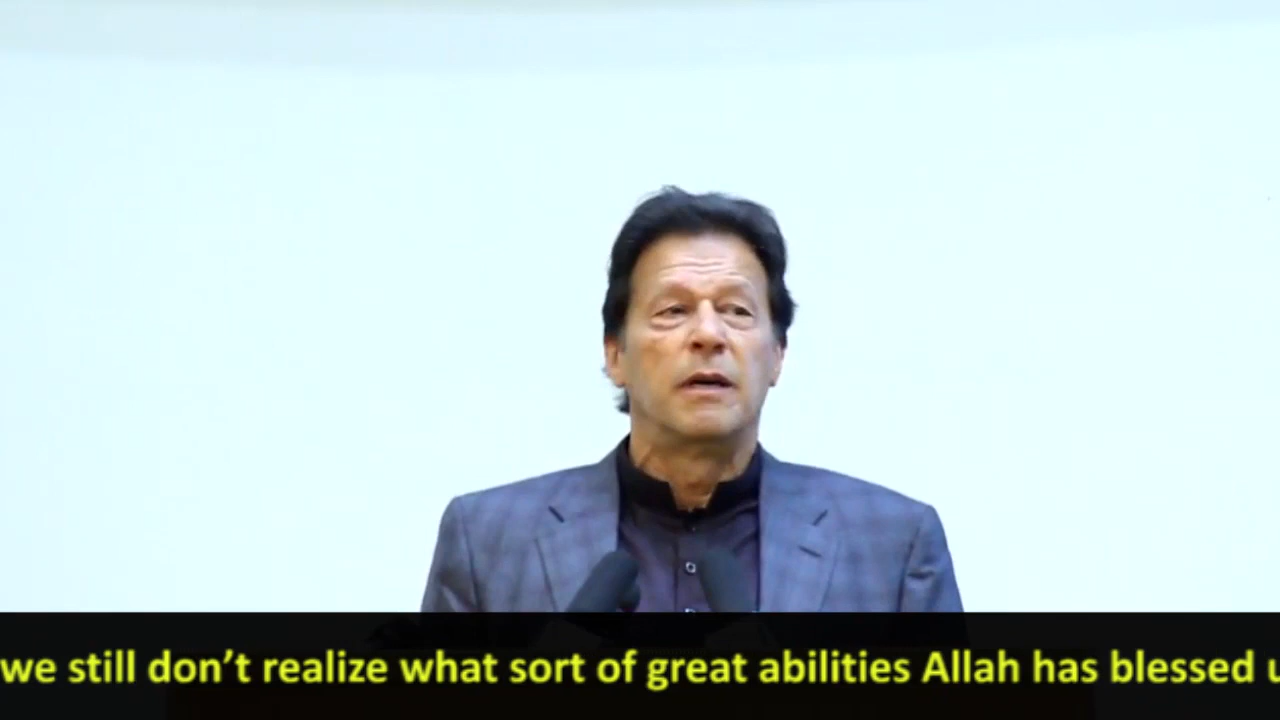 we still don’t realize what sort of great abilities Allah has blessed